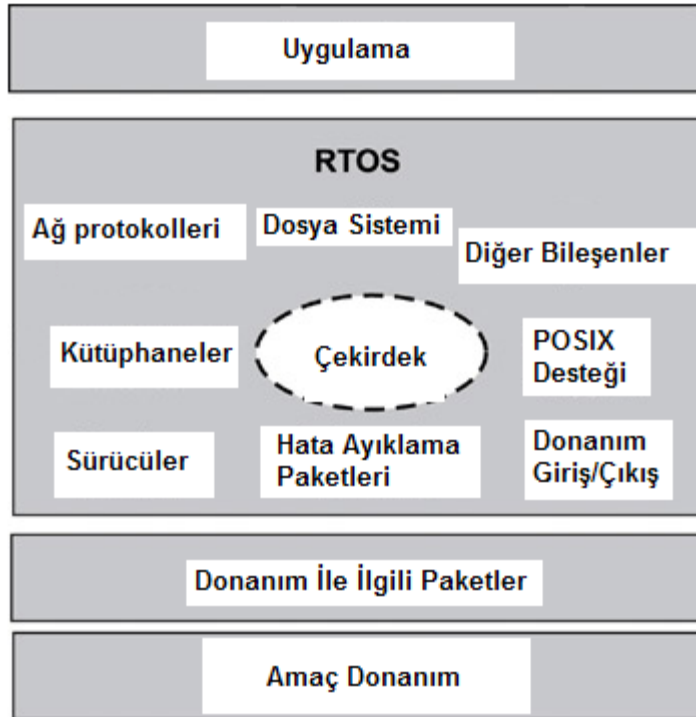 Uygulama
RTOS
Ağ protokolleri
Dosya Sistemi
Diğer Bileşenler
Kütüphaneler
Çekirdek
POSIX
Desteği
Sürücüler
Hata Ayıklama
Paketleri
Donanım
Giriş/Çıkış
Donanım İle İlgili Paketler
Amaç Donanım